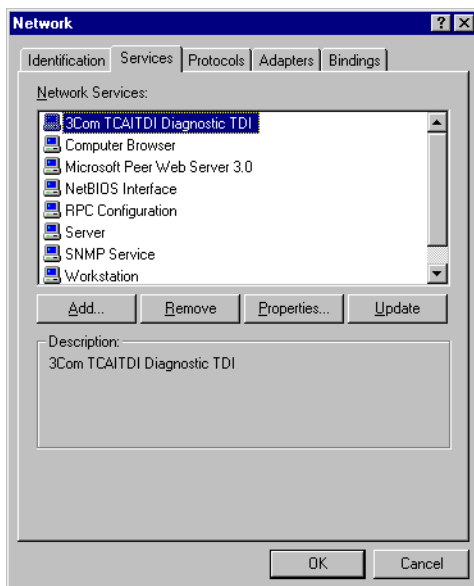 Network
Identification Services Protocols Adapters Bindings
Network Services:
3Com TCAITDI Diagnostic TDI
Computer Browser
Microsoft Peer Web Server 3.0
NetBIOS Interface
RPC Configuration
Server
SNMP Service
Workstation
Add... Remove Properties... Update
Description:
3Com TCAITDI Diagnostic TDI
OK Cancel